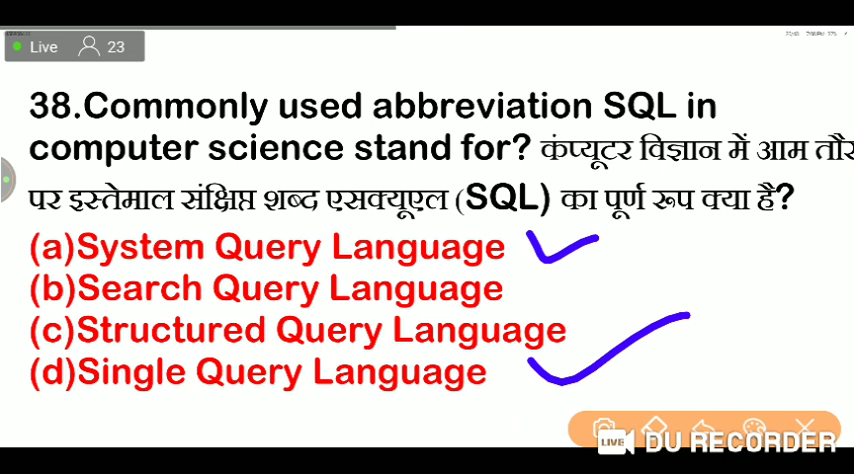 Live 23
38.Commonly used abbreviation SQL in
computer science stand for? कंप्यूटर विज्ञान में आम तौर
पर इस्तेमाल संक्षिप्त शब्द एसक्यूएल (SQL) का पूर्ण रूप क्या है?
(a)System Query Language
(b)Search Query Language
(c)Structured Query Language
(d)Single Query Language
LIVE DU RECORDER